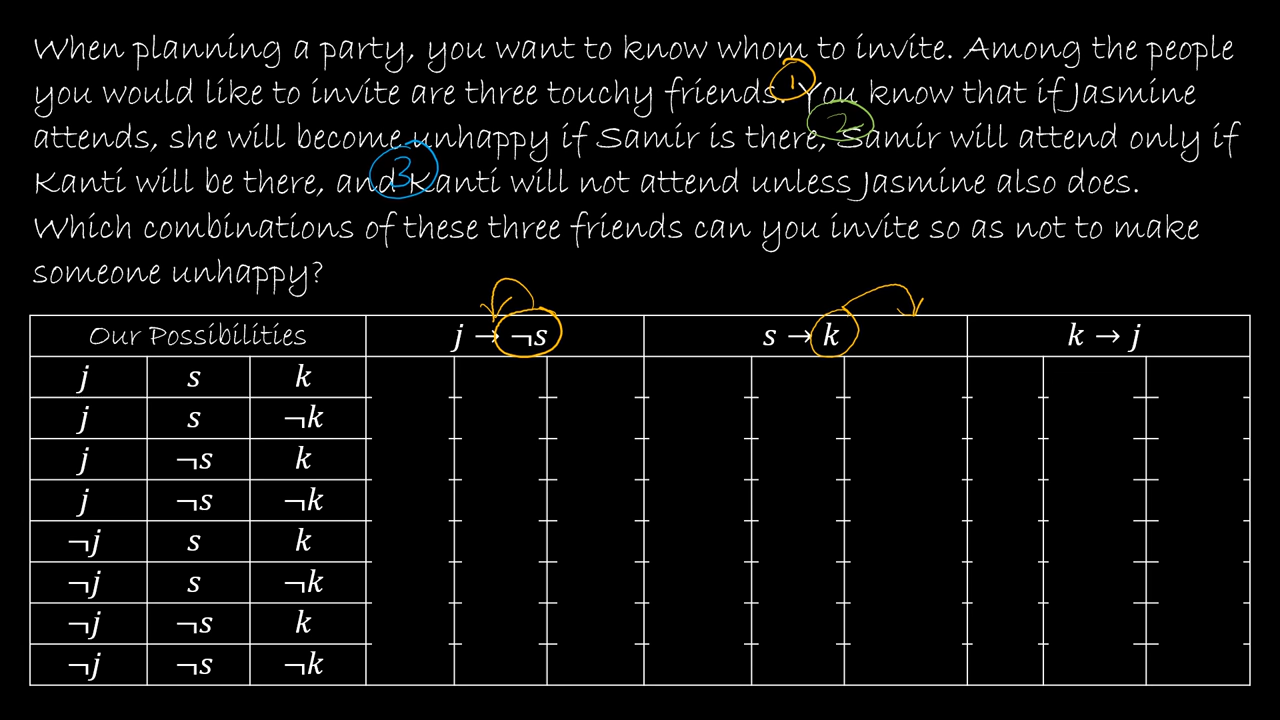 When planning a party, you want to know whom to invite. Among the people
you would like to invite are three touchy friends. You know that if Jasmine
attends, she will become unhappy if Samir is there, Samir will attend only if
Kanti will be there, and Kanti will not attend unless Jasmine also does.
Which combinations of these three friends can you invite so as not to make
someone unhappy?
1
2
3
Our Possibilities j → ¬s s → k k → j
j s k
j s ¬k
j ¬s k
j ¬s ¬k
¬j s k
¬j s ¬k
¬j ¬s k
¬j ¬s ¬k